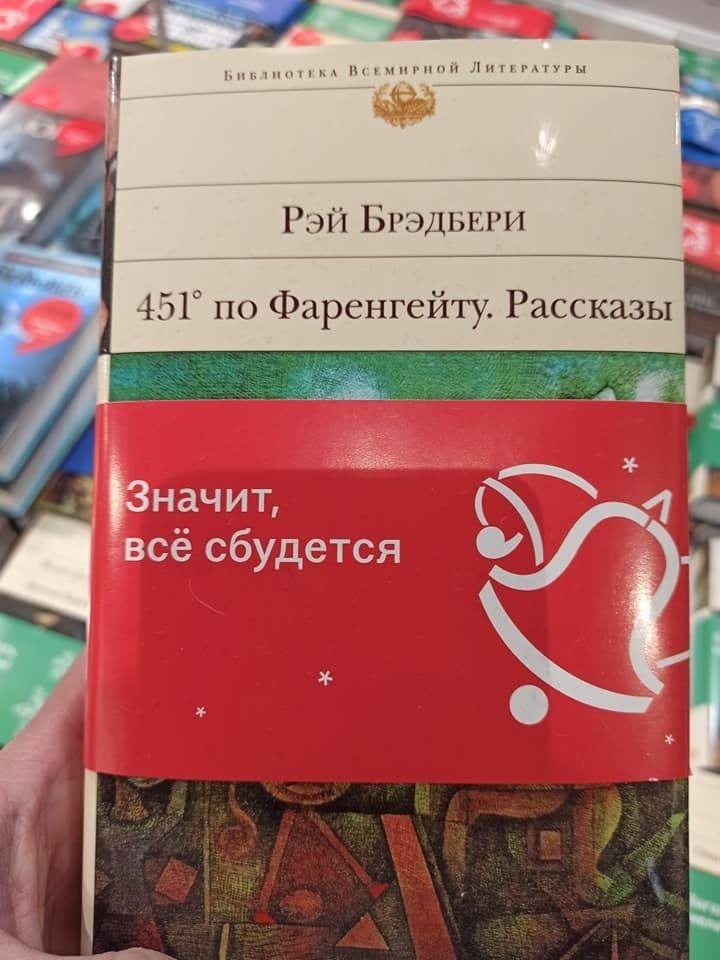 Библиотека Всемирной Литературы
Рэй Брэдбери
451° по Фаренгейту. Рассказы
Значит,
всё сбудется